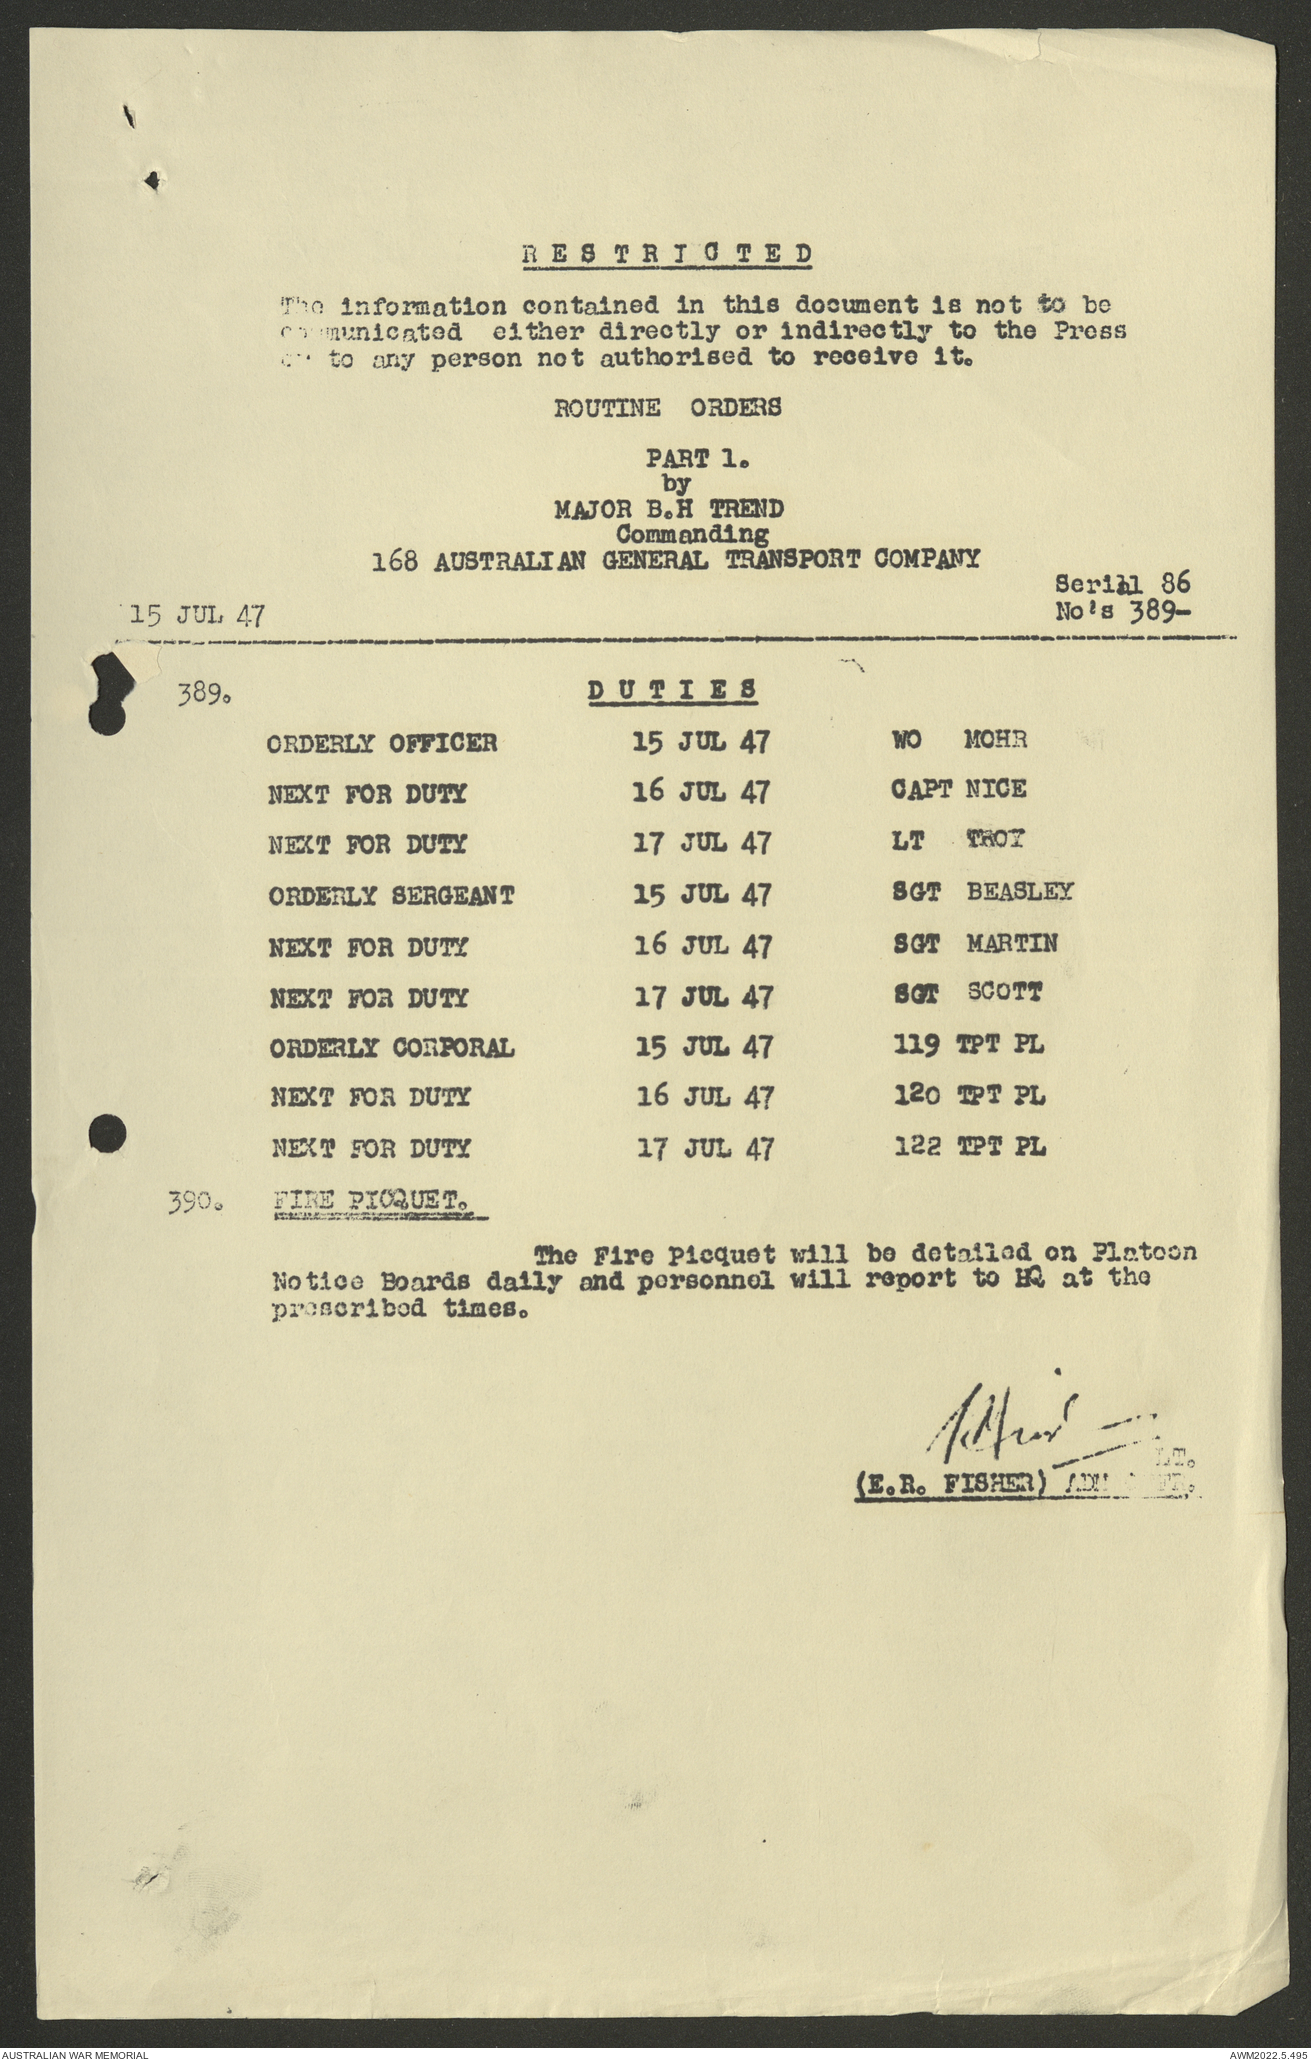 R E S T R I C T E D
The information contained in this document is not to be
communicated either directly or indirectly to the Press
or to any person not authorised to receive it.
ROUTINE ORDERS
PART 1.
by
MAJOR B.H TREND
Commanding
168 AUSTRALIAN GENERAL TRANSPORT COMPANY
Serial 86
15 JUL 47 No's 389-
389. D U T I E S
ORDERLY OFFICER 15 JUL 47 WO MOHR
NEXT FOR DUTY 16 JUL 47 CAPT NICE
NEXT FOR DUTY 17 JUL 47 LT TROY
ORDERLY SERGEANT 15 JUL 47 SGT BEASLEY
NEXT FOR DUTY 16 JUL 47 SGT MARTIN
NEXT FOR DUTY 17 JUL 47 SGT SCOTT
ORDERLY CORPORAL 15 JUL 47 119 TPT PL
NEXT FOR DUTY 16 JUL 47 120 TPT PL
NEXT FOR DUTY 17 JUL 47 122 TPT PL
390. FIRE PICQUET.
The Fire Picquet will be detailed on Platoon
Notice Boards daily and personnel will report to HQ at the
prescribed times.
LT.
(E.R. FISHER) ADM
AUSTRALIAN WAR MEMORIAL AWM2022.5.495